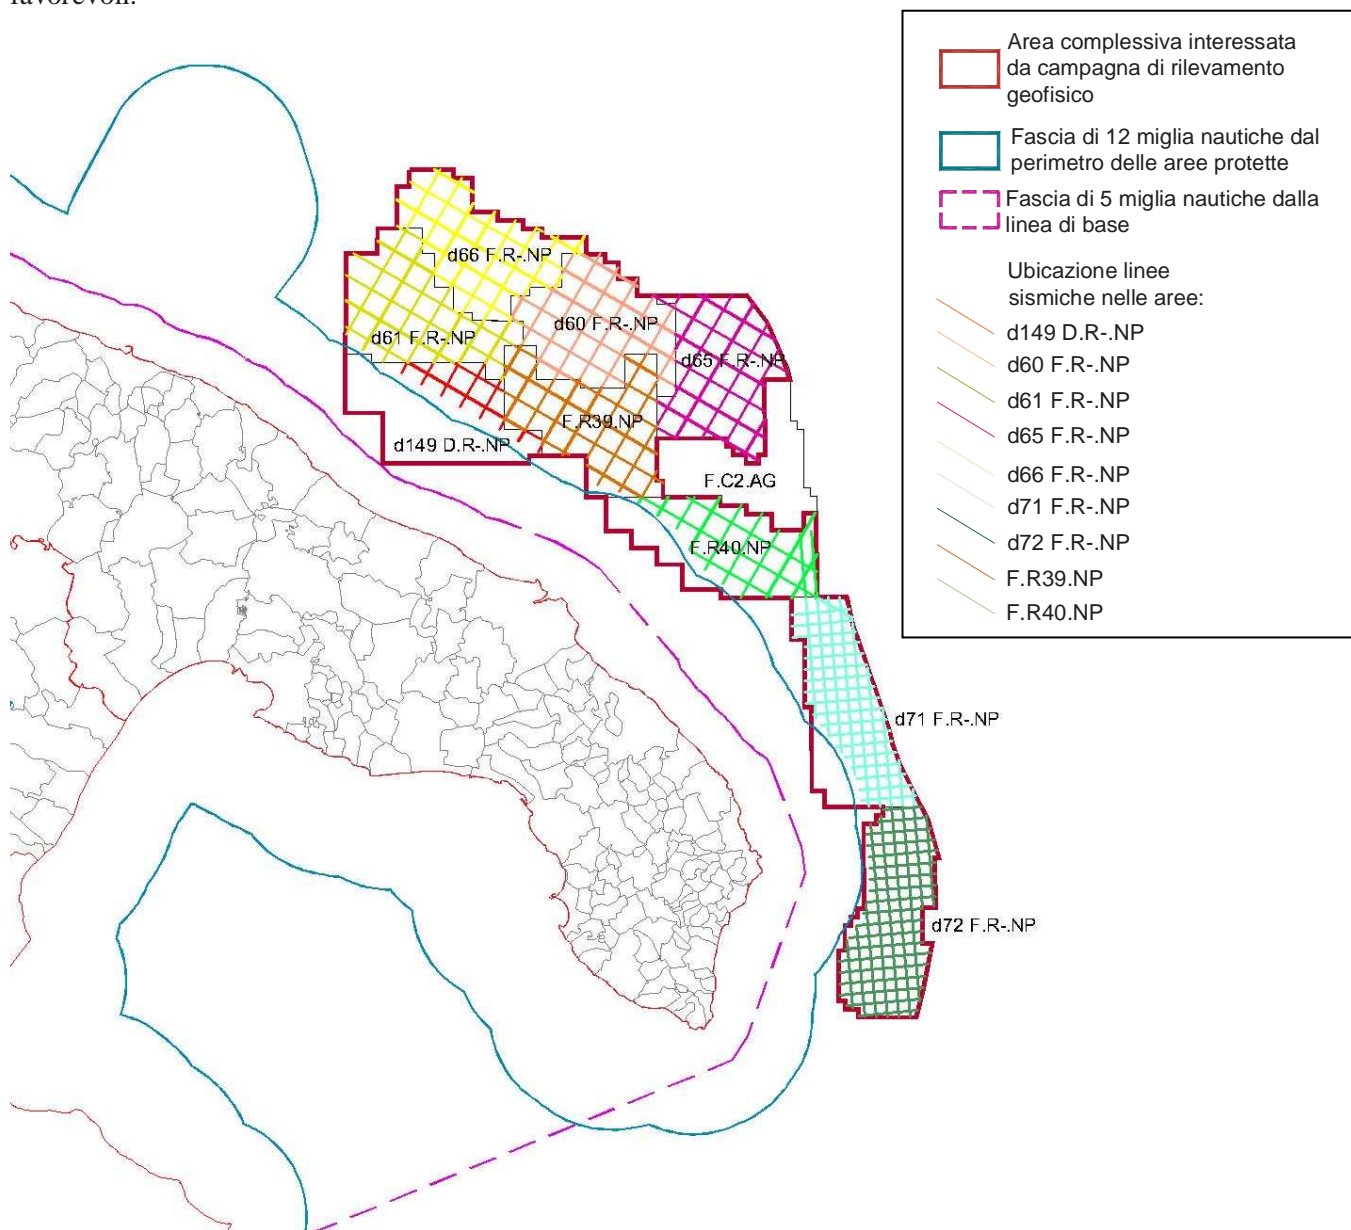 favorevoli.
Area complessiva interessata
da campagna di rilevamento
geofisico
Fascia di 12 miglia nautiche dal
perimetro delle aree protette
Fascia di 5 miglia nautiche dalla
linea di base
Ubicazione linee
sismiche nelle aree:
d149 D.R-.NP
d60 F.R-.NP
d61 F.R-.NP
d65 F.R-.NP
d66 F.R-.NP
d71 F.R-.NP
d72 F.R-.NP
F.R39.NP
F.R40.NP
d66 F.R-.NP
d60 F.R-.NP
d61 F.R-.NP
d65 F.R-.NP
F.R39.NP
d149 D.R-.NP
F.C2.AG
F.R40.NP
d71 F.R-.NP
d72 F.R-.NP